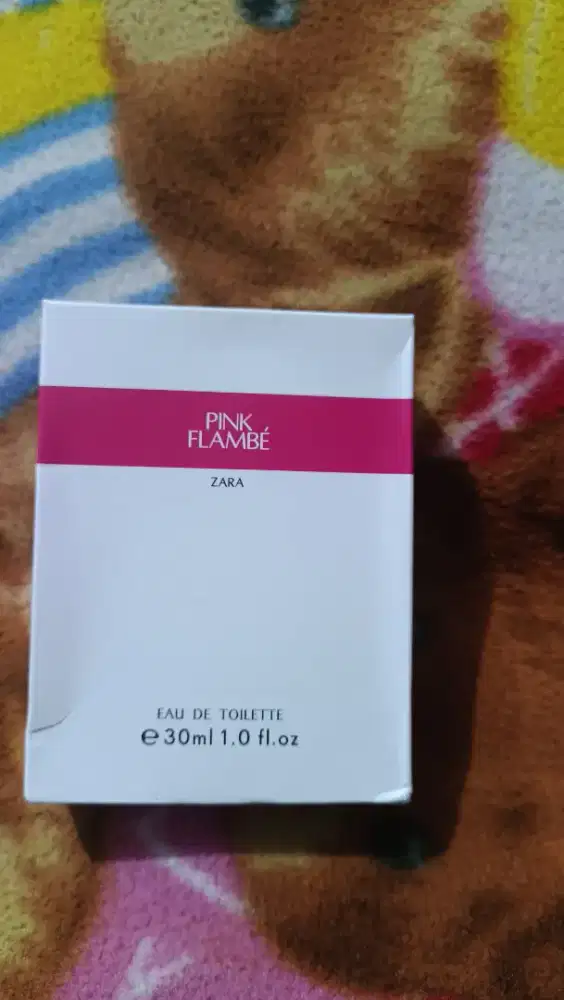 PINK
FLAMBÉ
ZARA
EAU DE TOILETTE
℮30ml 1.0 fl.oz